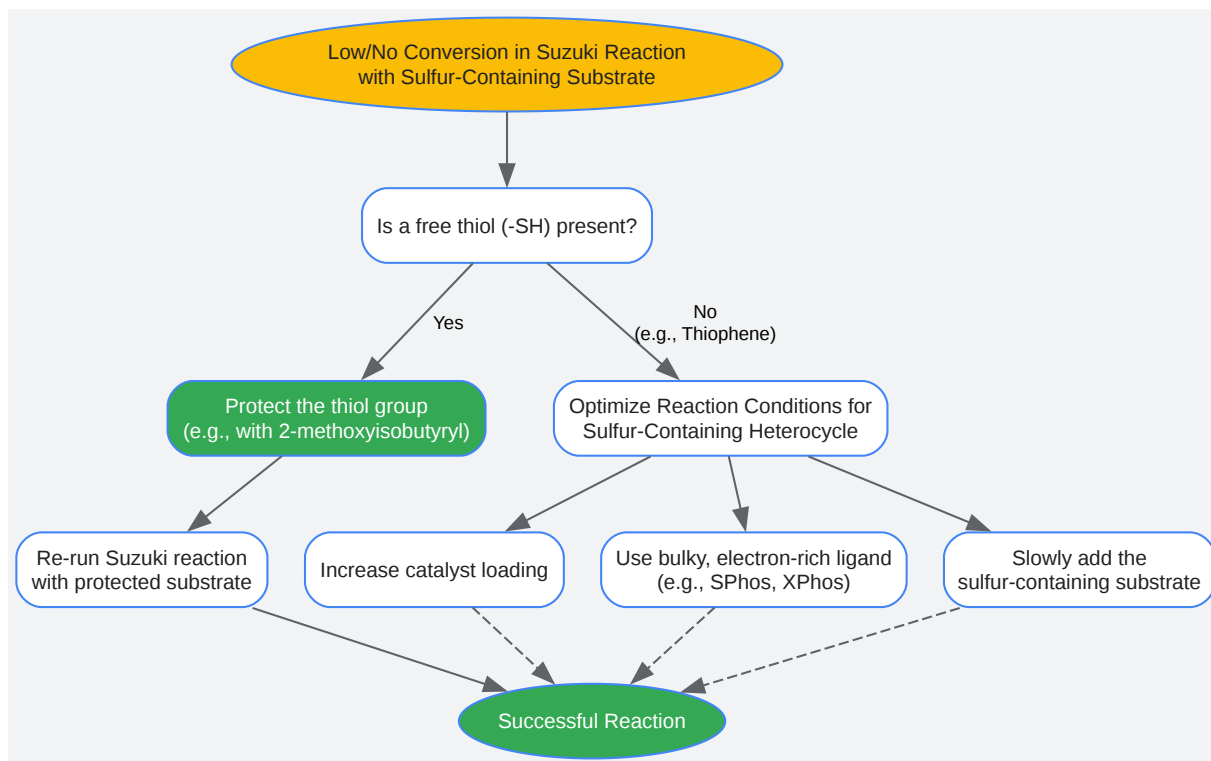 Low/No Conversion in Suzuki Reaction
with Sulfur-Containing Substrate
Is a free thiol (-SH) present?
Yes
No
(e.g., Thiophene)
Protect the thiol group
(e.g., with 2-methoxyisobutyryl)
Optimize Reaction Conditions for
Sulfur-Containing Heterocycle
Re-run Suzuki reaction
with protected substrate
Increase catalyst loading
Use bulky, electron-rich ligand
(e.g., SPhos, XPhos)
Slowly add the
sulfur-containing substrate
Successful Reaction